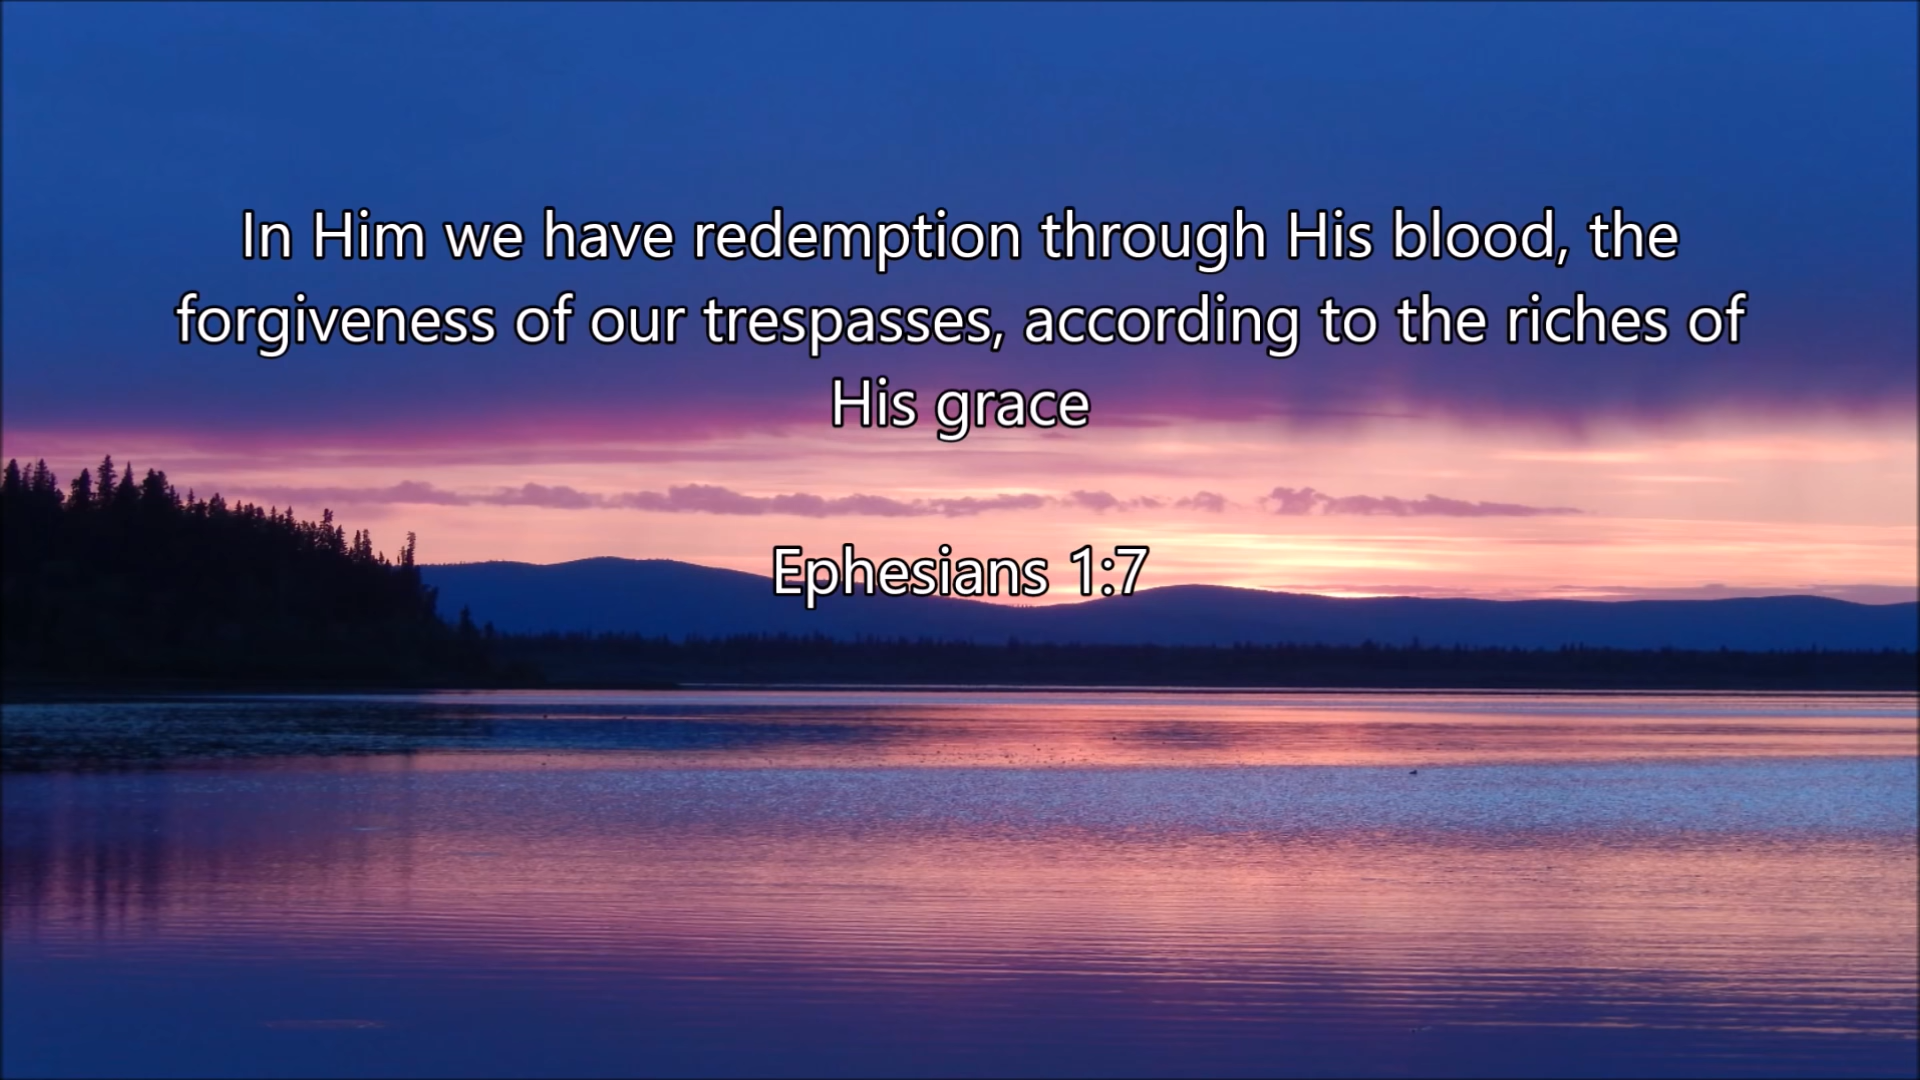 In Him we have redemption through His blood, the
forgiveness of our trespasses, according to the riches of
His grace
Ephesians 1:7